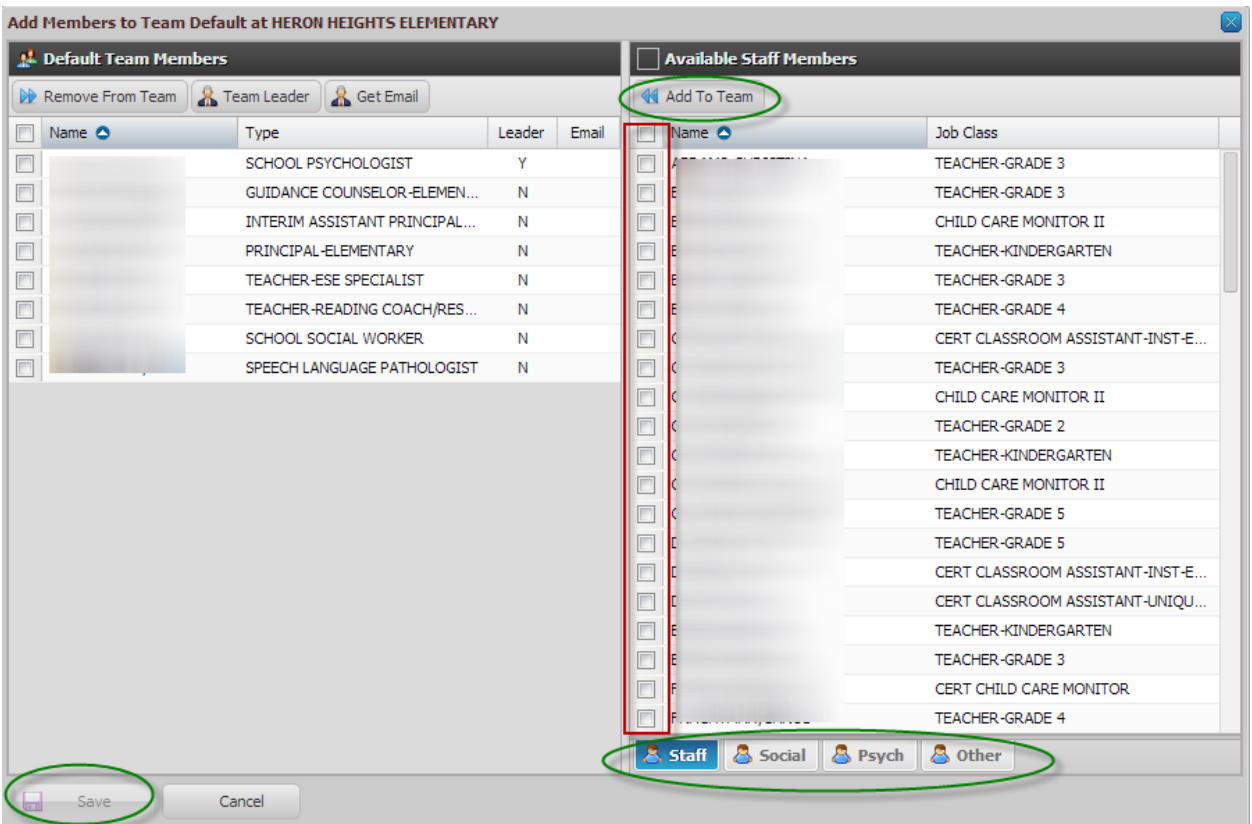 Add Members to Team Default at HERON HEIGHTS ELEMENTARY
Default Team Members
Remove From Team Team Leader Get Email
Name Type Leader Email
SCHOOL PSYCHOLOGIST Y
GUIDANCE COUNSELOR-ELEMEN... N
INTERIM ASSISTANT PRINCIPAL... N
PRINCIPAL-ELEMENTARY N
TEACHER-ESE SPECIALIST N
TEACHER-READING COACH/RES... N
SCHOOL SOCIAL WORKER N
SPEECH LANGUAGE PATHOLOGIST N
Available Staff Members
Add To Team
Name Job Class
TEACHER-GRADE 3
TEACHER-GRADE 3
CHILD CARE MONITOR II
TEACHER-KINDERGARTEN
TEACHER-GRADE 3
TEACHER-GRADE 4
CERT CLASSROOM ASSISTANT-INST-E...
TEACHER-GRADE 3
CHILD CARE MONITOR II
TEACHER-GRADE 2
TEACHER-KINDERGARTEN
CHILD CARE MONITOR II
TEACHER-GRADE 5
TEACHER-GRADE 5
CERT CLASSROOM ASSISTANT-INST-E...
CERT CLASSROOM ASSISTANT-UNIQU...
TEACHER-KINDERGARTEN
TEACHER-GRADE 3
CERT CHILD CARE MONITOR
TEACHER-GRADE 4
Staff Social Psych Other
Save Cancel